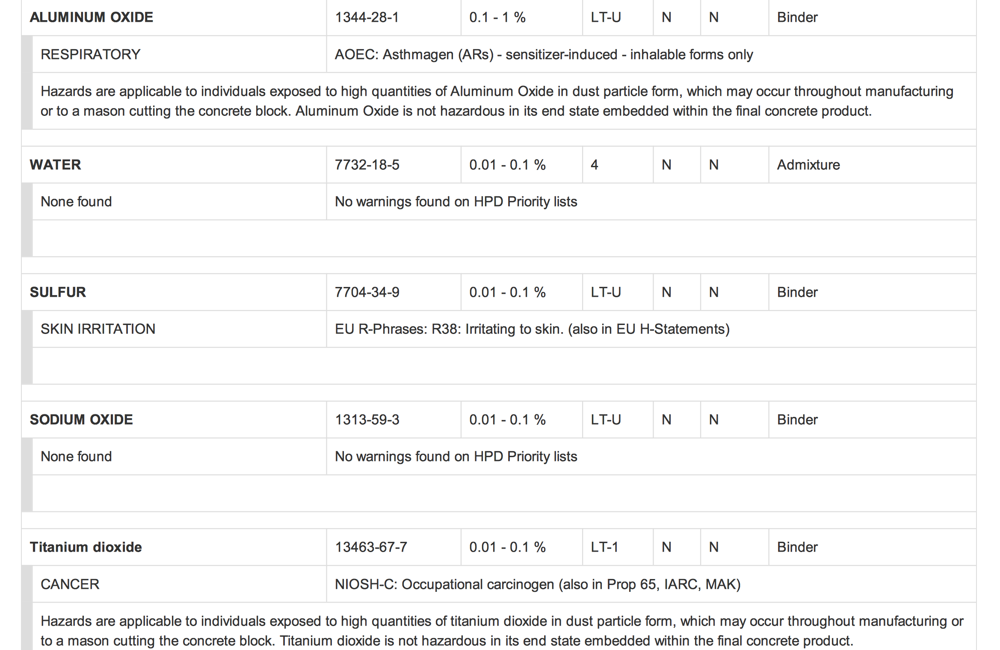 ALUMINUM OXIDE 1344-28-1 0.1 - 1 % LT-U N N Binder
RESPIRATORY AOEC: Asthmagen (ARs) - sensitizer-induced - inhalable forms only
Hazards are applicable to individuals exposed to high quantities of Aluminum Oxide in dust particle form, which may occur throughout manufacturing
or to a mason cutting the concrete block. Aluminum Oxide is not hazardous in its end state embedded within the final concrete product.
WATER 7732-18-5 0.01 - 0.1 % 4 N N Admixture
None found No warnings found on HPD Priority lists
SULFUR 7704-34-9 0.01 - 0.1 % LT-U N N Binder
SKIN IRRITATION EU R-Phrases: R38: Irritating to skin. (also in EU H-Statements)
SODIUM OXIDE 1313-59-3 0.01 - 0.1 % LT-U N N Binder
None found No warnings found on HPD Priority lists
Titanium dioxide 13463-67-7 0.01 - 0.1 % LT-1 N N Binder
CANCER NIOSH-C: Occupational carcinogen (also in Prop 65, IARC, MAK)
Hazards are applicable to individuals exposed to high quantities of titanium dioxide in dust particle form, which may occur throughout manufacturing or
to a mason cutting the concrete block. Titanium dioxide is not hazardous in its end state embedded within the final concrete product.